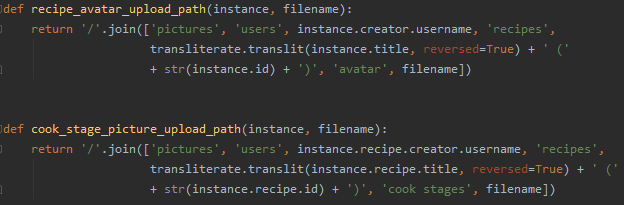 def recipe_avatar_upload_path(instance, filename):
    return '/'.join(['pictures', 'users', instance.creator.username, 'recipes',
                     transliterate.translit(instance.title, reversed=True) + ' ('
                     + str(instance.id) + ')', 'avatar', filename])
def cook_stage_picture_upload_path(instance, filename):
    return '/'.join(['pictures', 'users', instance.recipe.creator.username, 'recipes',
                     transliterate.translit(instance.recipe.title, reversed=True) + ' ('
                     + str(instance.recipe.id) + ')', 'cook stages', filename])